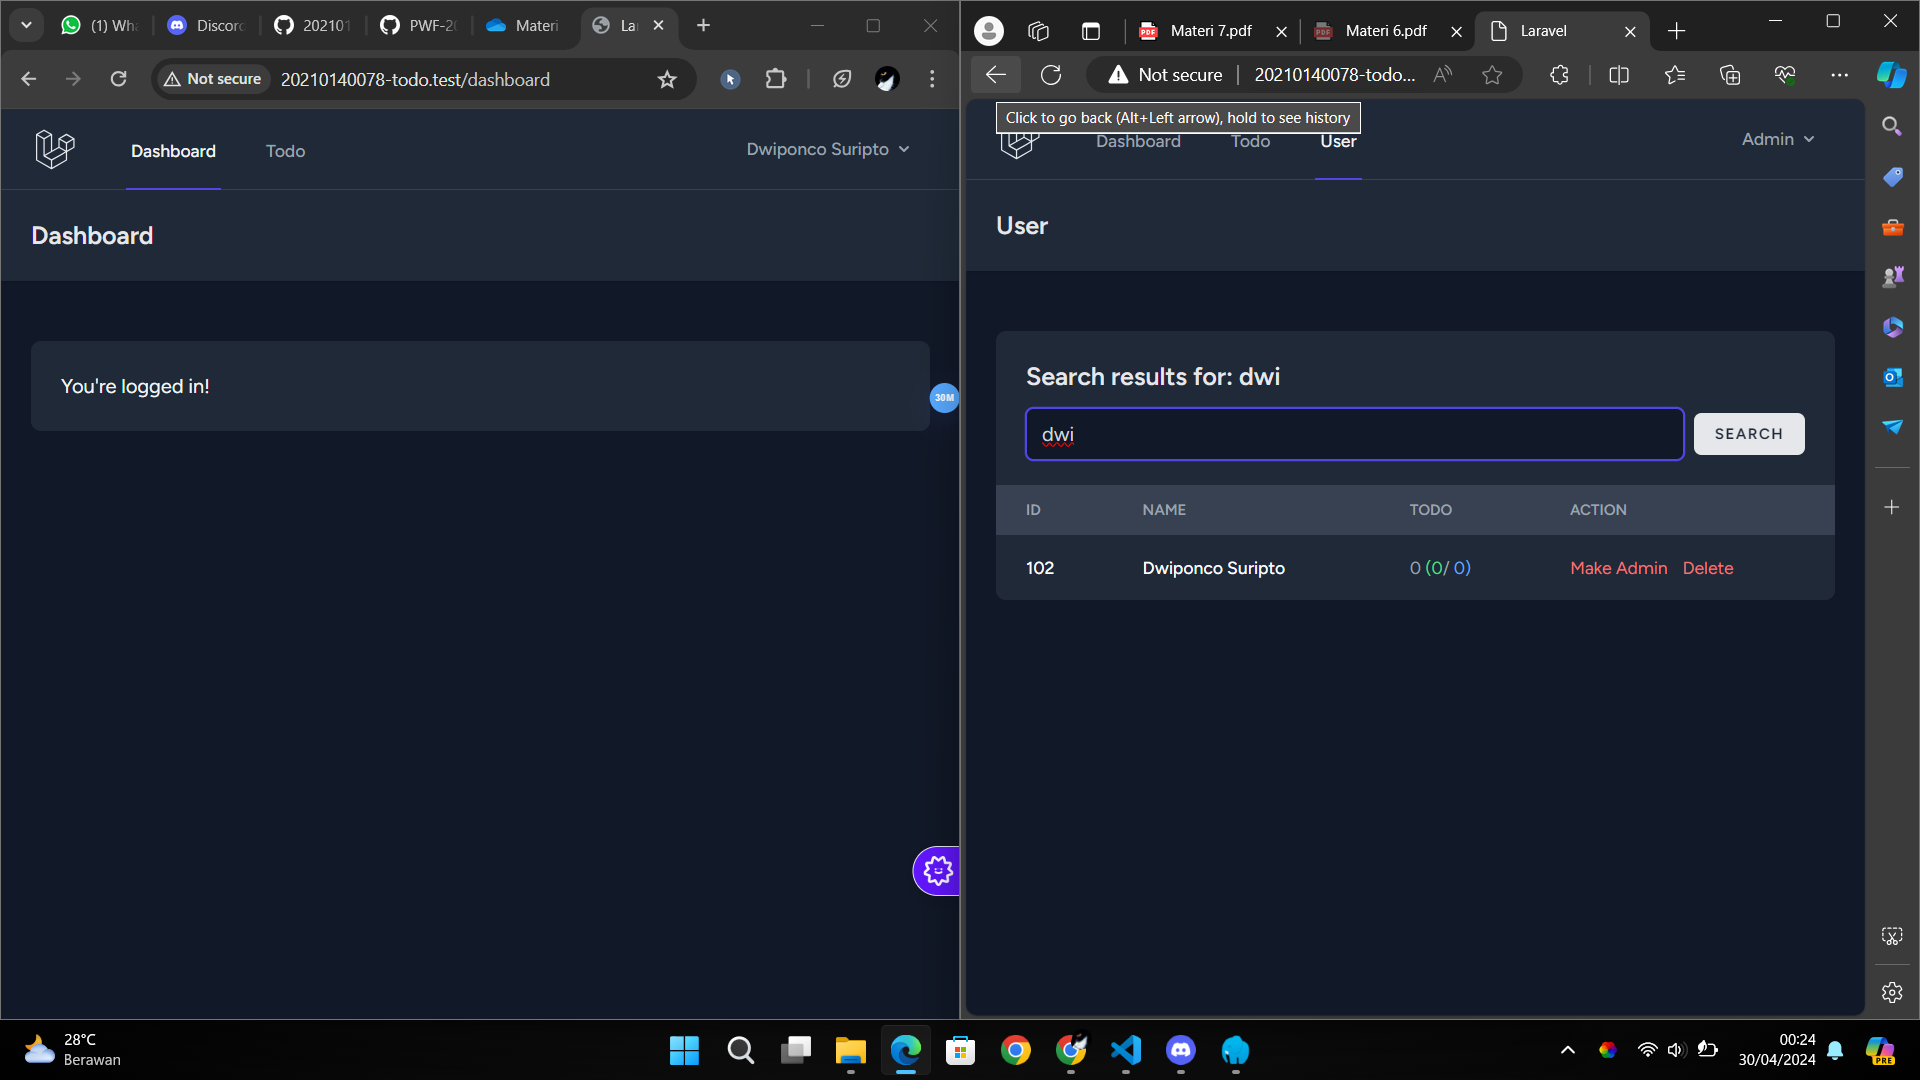 (1) Wh
Discor
202101
PWF-20
Materi
La
Not secure
20210140078-todo.test/dashboard
Dashboard
Todo
Dwiponco Suripto
Dashboard
You're logged in!
30M
Materi 7.pdf
Materi 6.pdf
Laravel
Not secure
20210140078-todo...
Click to go back (Alt+Left arrow), hold to see history
Dashboard
Todo
User
Admin
User
Search results for: dwi
dwi
SEARCH
ID NAME TODO ACTION
102 Dwiponco Suripto 0 (0/ 0) Make Admin Delete
28°C
Berawan
00:24
30/04/2024
PRE